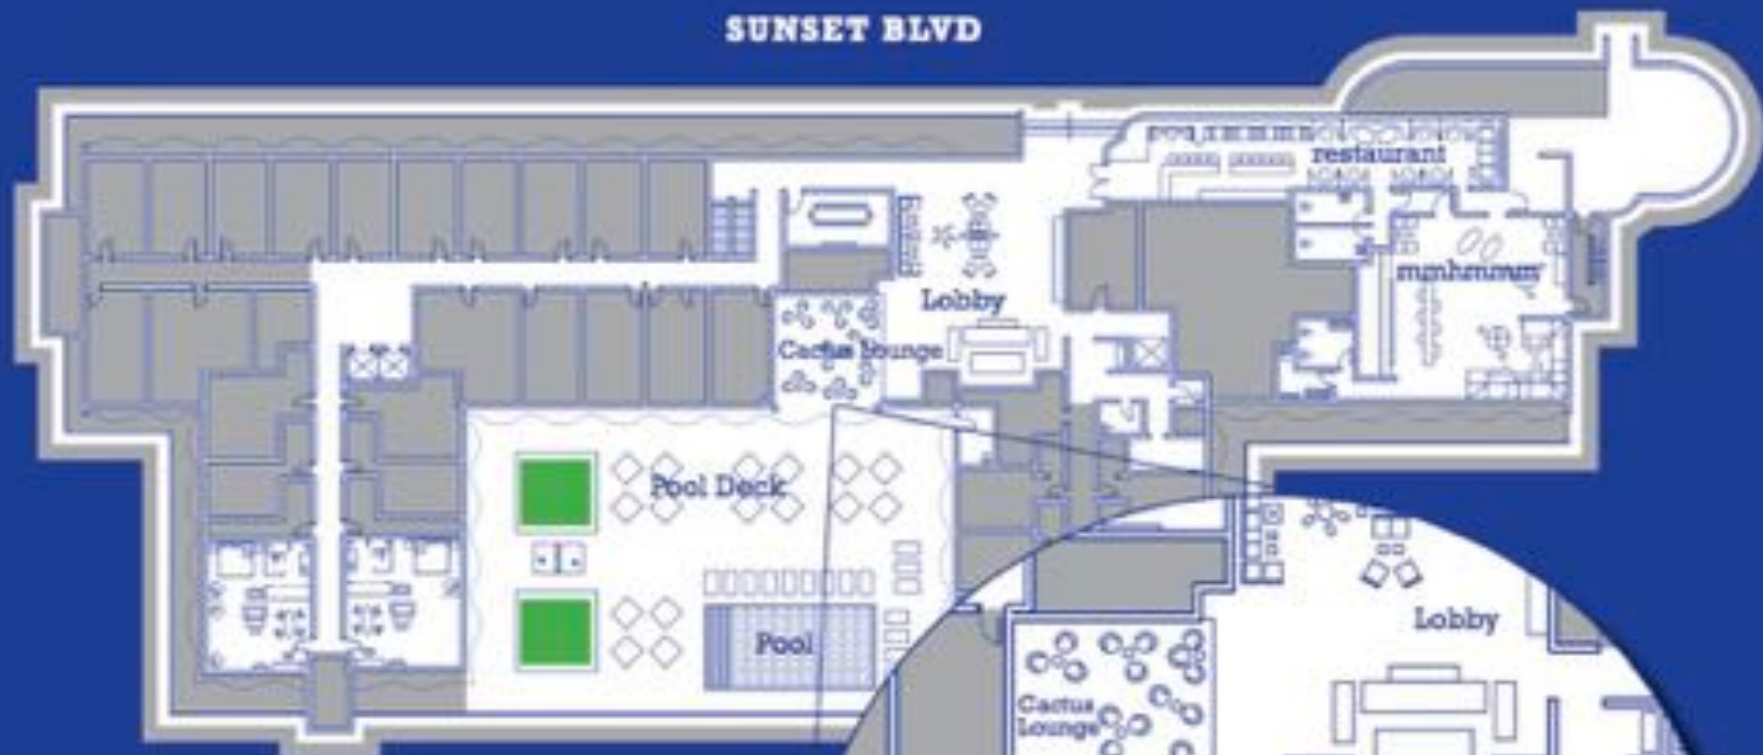 SUNSET BLVD
restaurant
mmhmmm
Lobby
Cactus Lounge
Pool Deck
Pool
Lobby
Cactus
Lounge